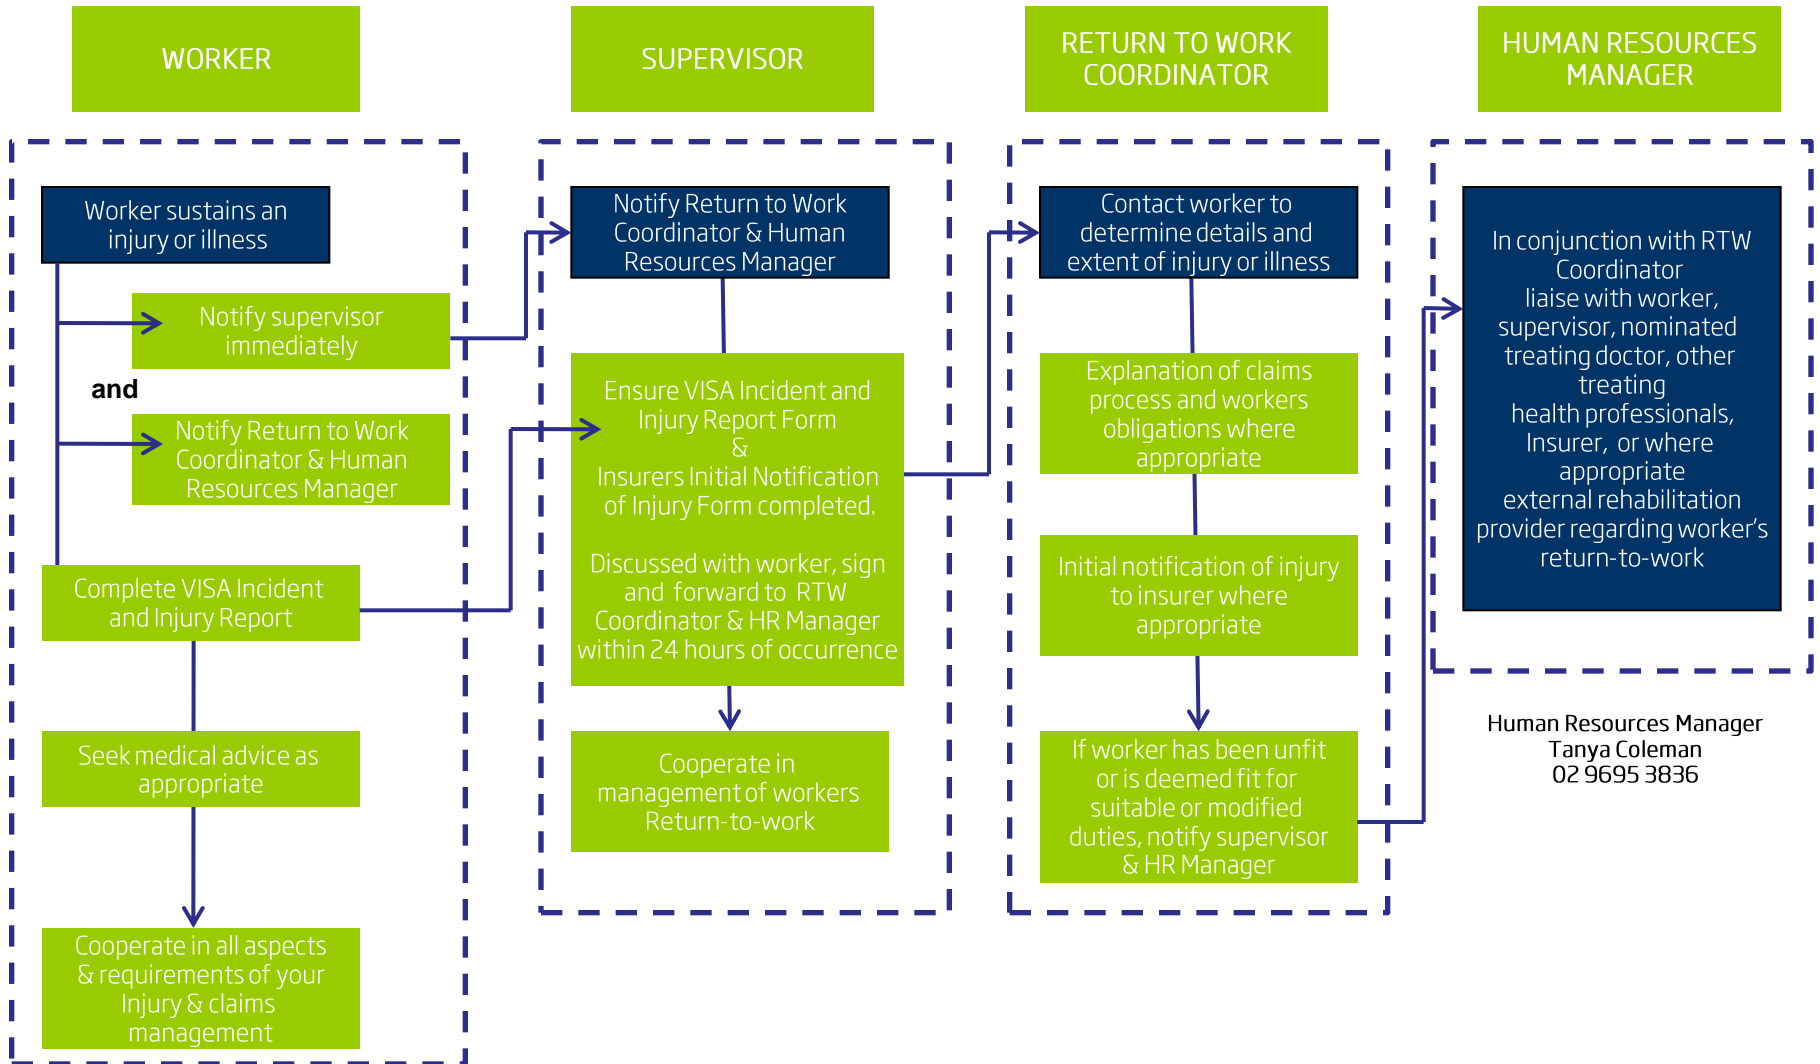 WORKER
SUPERVISOR
RETURN TO WORK
COORDINATOR
HUMAN RESOURCES
MANAGER
Worker sustains an
injury or illness
Notify supervisor
immediately
and
Notify Return to Work
Coordinator & Human
Resources Manager
Complete VISA Incident
and Injury Report
Seek medical advice as
appropriate
Cooperate in all aspects
& requirements of your
Injury & claims
management
Notify Return to Work
Coordinator & Human
Resources Manager
Ensure VISA Incident and
Injury Report Form
&
Insurers Initial Notification
of Injury Form completed.
Discussed with worker, sign
and forward to RTW
Coordinator & HR Manager
within 24 hours of occurrence
Cooperate in
management of workers
Return-to-work
Contact worker to
determine details and
extent of injury or illness
Explanation of claims
process and workers
obligations where
appropriate
Initial notification of injury
to insurer where
appropriate
If worker has been unfit
or is deemed fit for
suitable or modified
duties, notify supervisor
& HR Manager
In conjunction with RTW
Coordinator
liaise with worker,
supervisor, nominated
treating doctor, other
treating
health professionals,
Insurer, or where
appropriate
external rehabilitation
provider regarding worker's
return-to-work
Human Resources Manager
Tanya Coleman
02 9695 3836